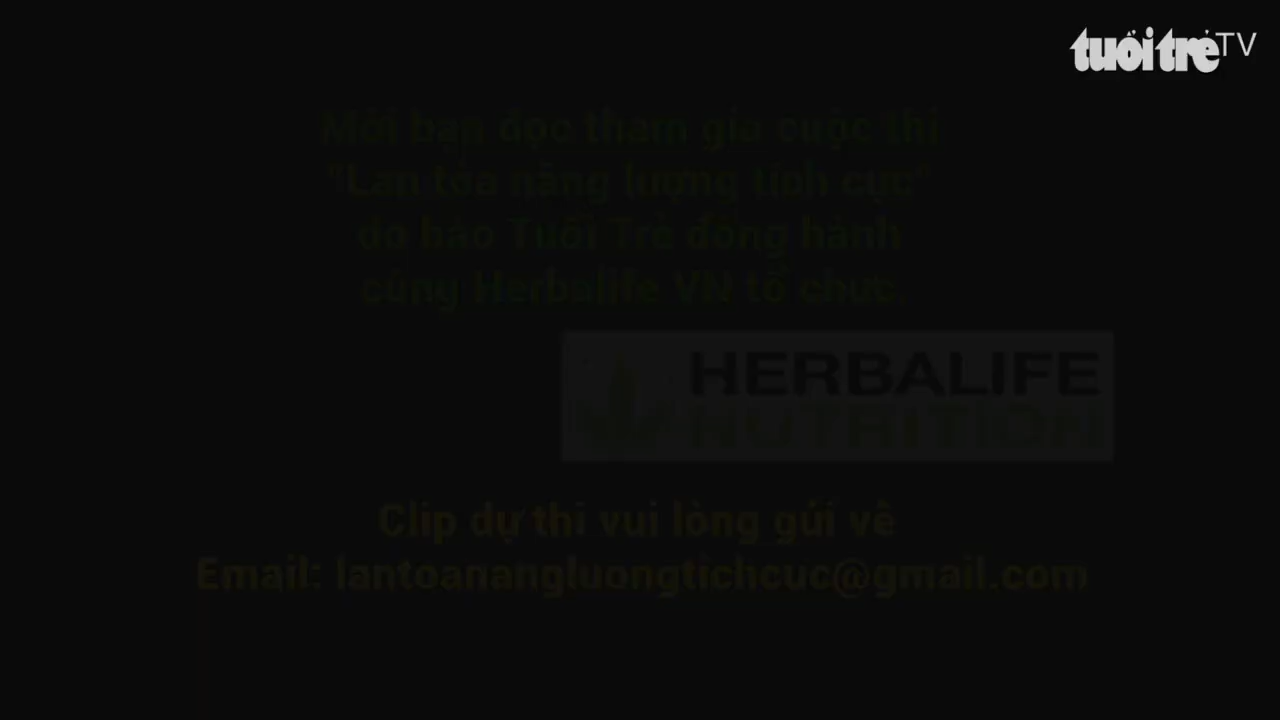 tuổi trẻ TV
Mời bạn đọc tham gia cuộc thi
"Lan tỏa năng lượng tích cực"
do báo Tuổi Trẻ đồng hành
cùng Herbalife VN tổ chức.
HERBALIFE
NUTRITION
Clip dự thi vui lòng gửi về
Email: lantoanangluongtichcuc@gmail.com